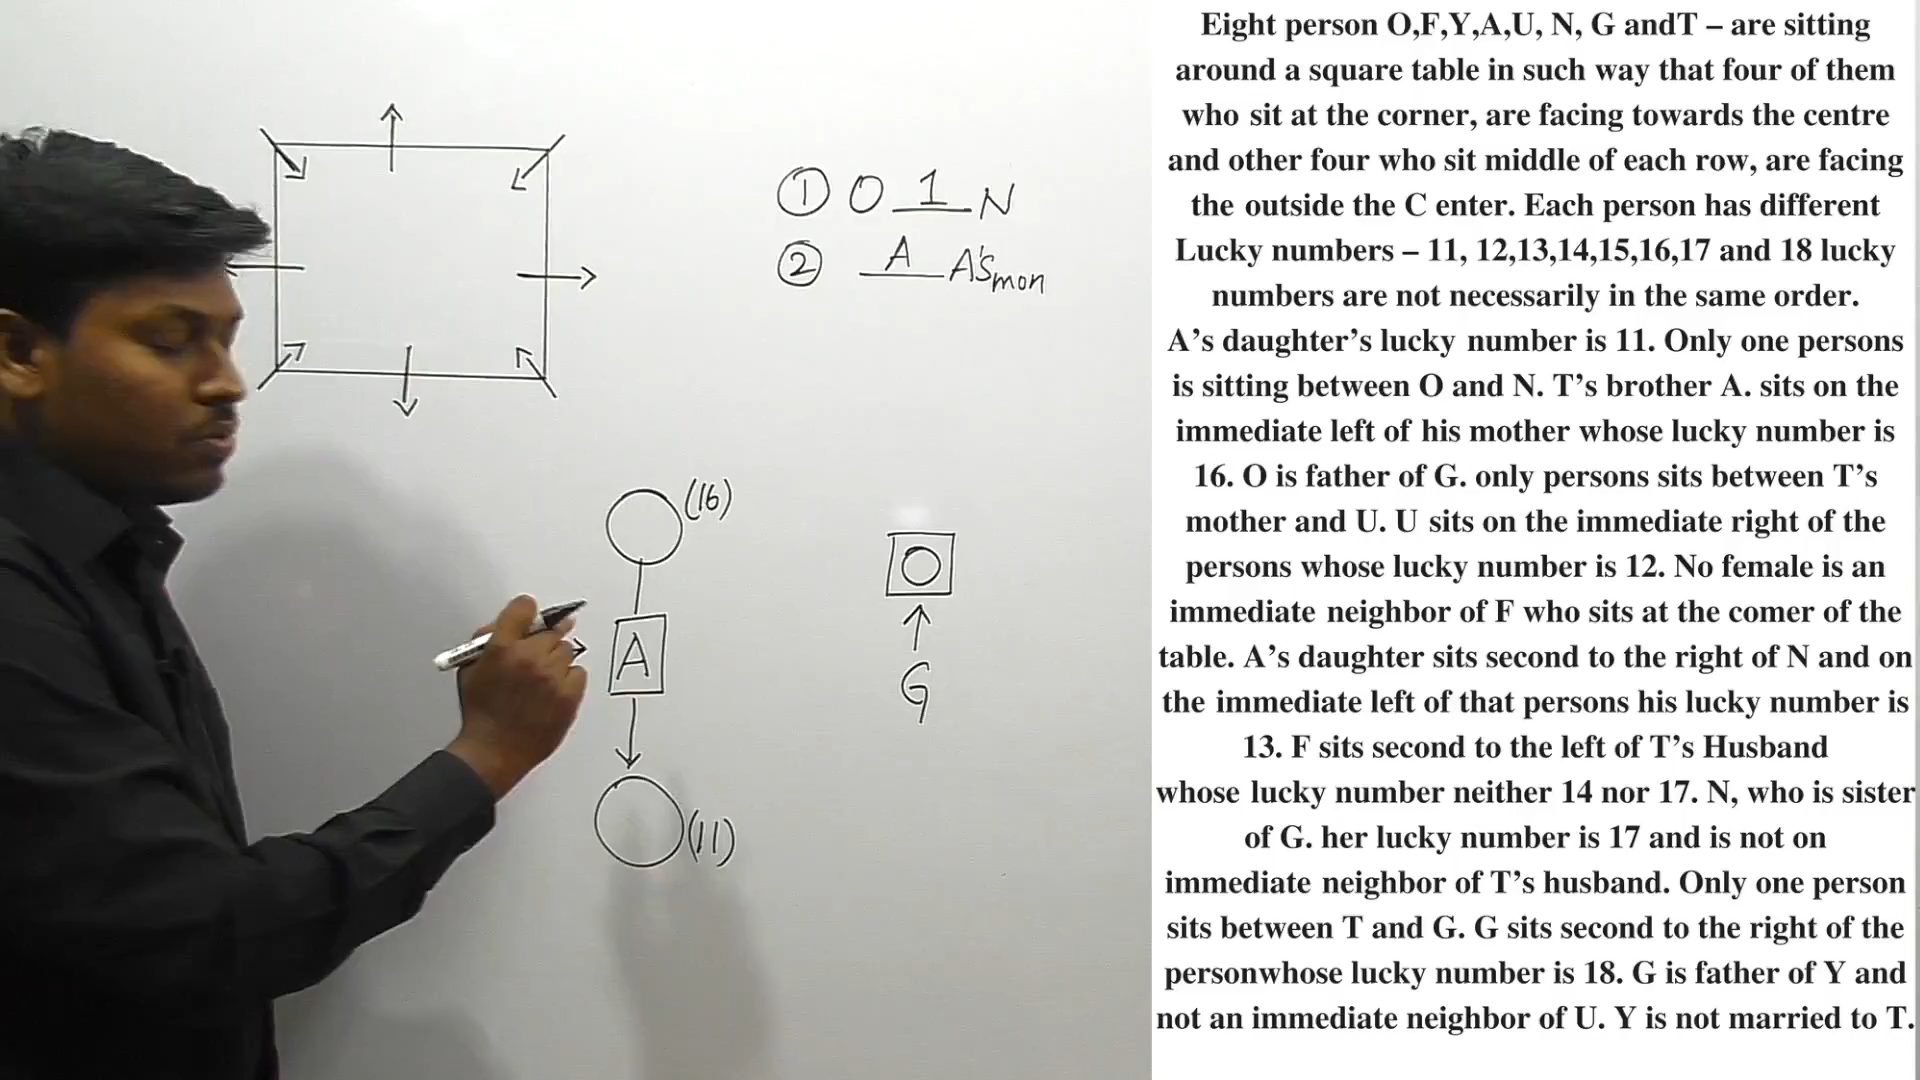 ① O 1 N
② A A's mom
(16)
A
(11)
O
G
Eight person O,F,Y,A,U, N, G andT – are sitting
around a square table in such way that four of them
who sit at the corner, are facing towards the centre
and other four who sit middle of each row, are facing
the outside the C enter. Each person has different
Lucky numbers – 11, 12,13,14,15,16,17 and 18 lucky
numbers are not necessarily in the same order.
A’s daughter’s lucky number is 11. Only one persons
is sitting between O and N. T’s brother A. sits on the
immediate left of his mother whose lucky number is
16. O is father of G. only persons sits between T’s
mother and U. U sits on the immediate right of the
persons whose lucky number is 12. No female is an
immediate neighbor of F who sits at the comer of the
table. A’s daughter sits second to the right of N and on
the immediate left of that persons his lucky number is
13. F sits second to the left of T’s Husband
whose lucky number neither 14 nor 17. N, who is sister
of G. her lucky number is 17 and is not on
immediate neighbor of T’s husband. Only one person
sits between T and G. G sits second to the right of the
personwhose lucky number is 18. G is father of Y and
not an immediate neighbor of U. Y is not married to T.